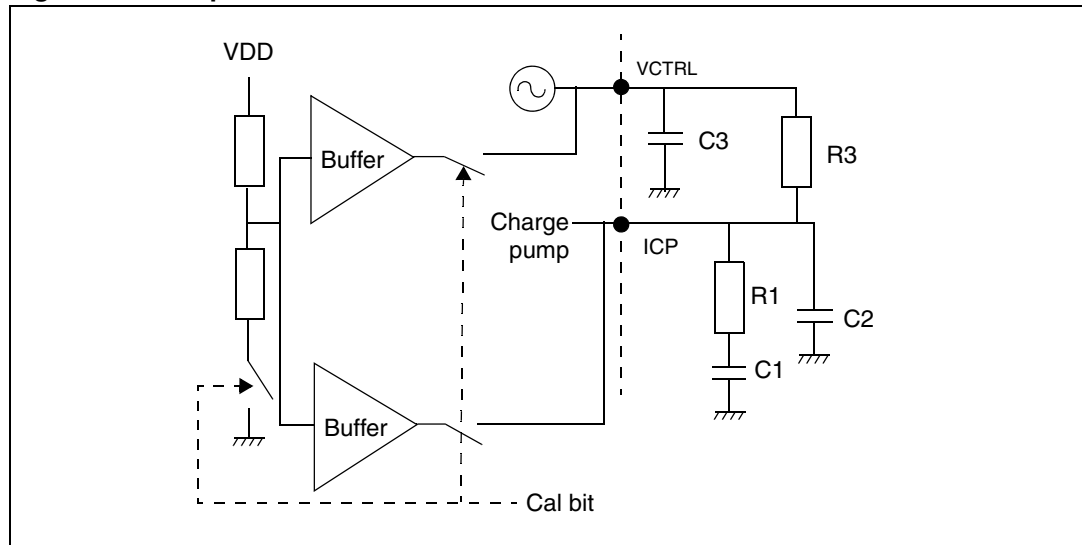 VDD
VCTRL
Buffer
C3
R3
Charge
pump
ICP
R1
C2
C1
Buffer
Cal bit